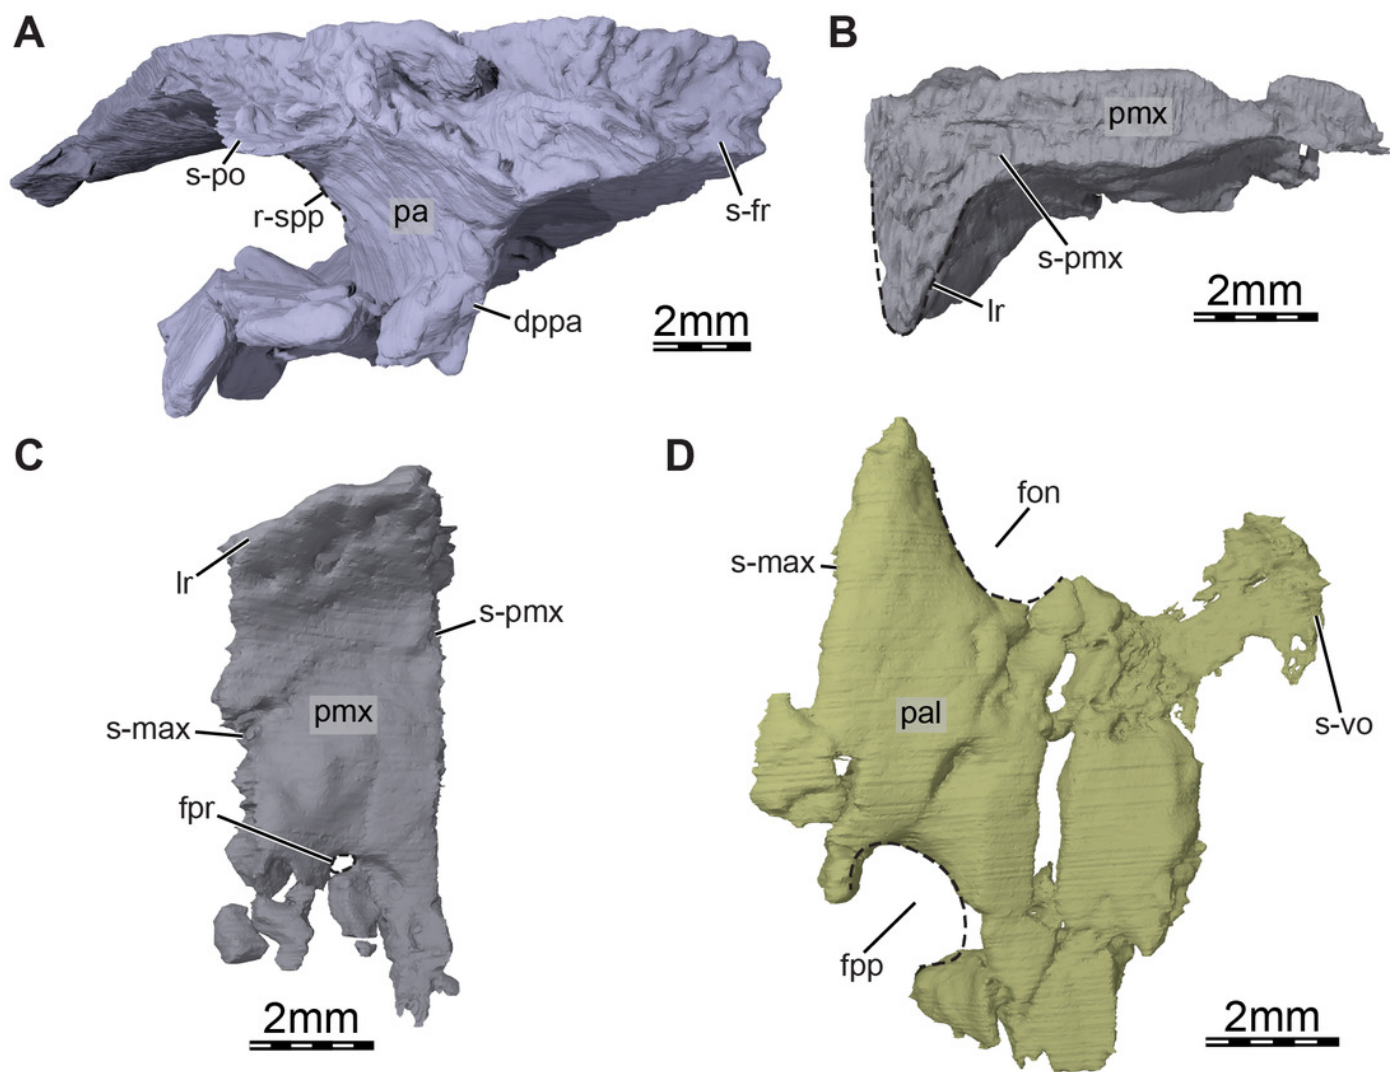 A
s-po
r-spp
pa
s-fr
dppa
2mm
B
pmx
s-pmx
lr
2mm
C
lr
s-pmx
pmx
s-max
fpr
2mm
D
fon
s-max
pal
s-vo
fpp
2mm